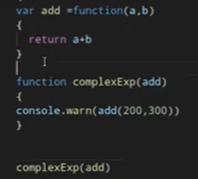 var add =function(a,b)
{
return a+b
}
function complexExp(add)
{
console.warn(add(200,300))
}
complexExp(add)